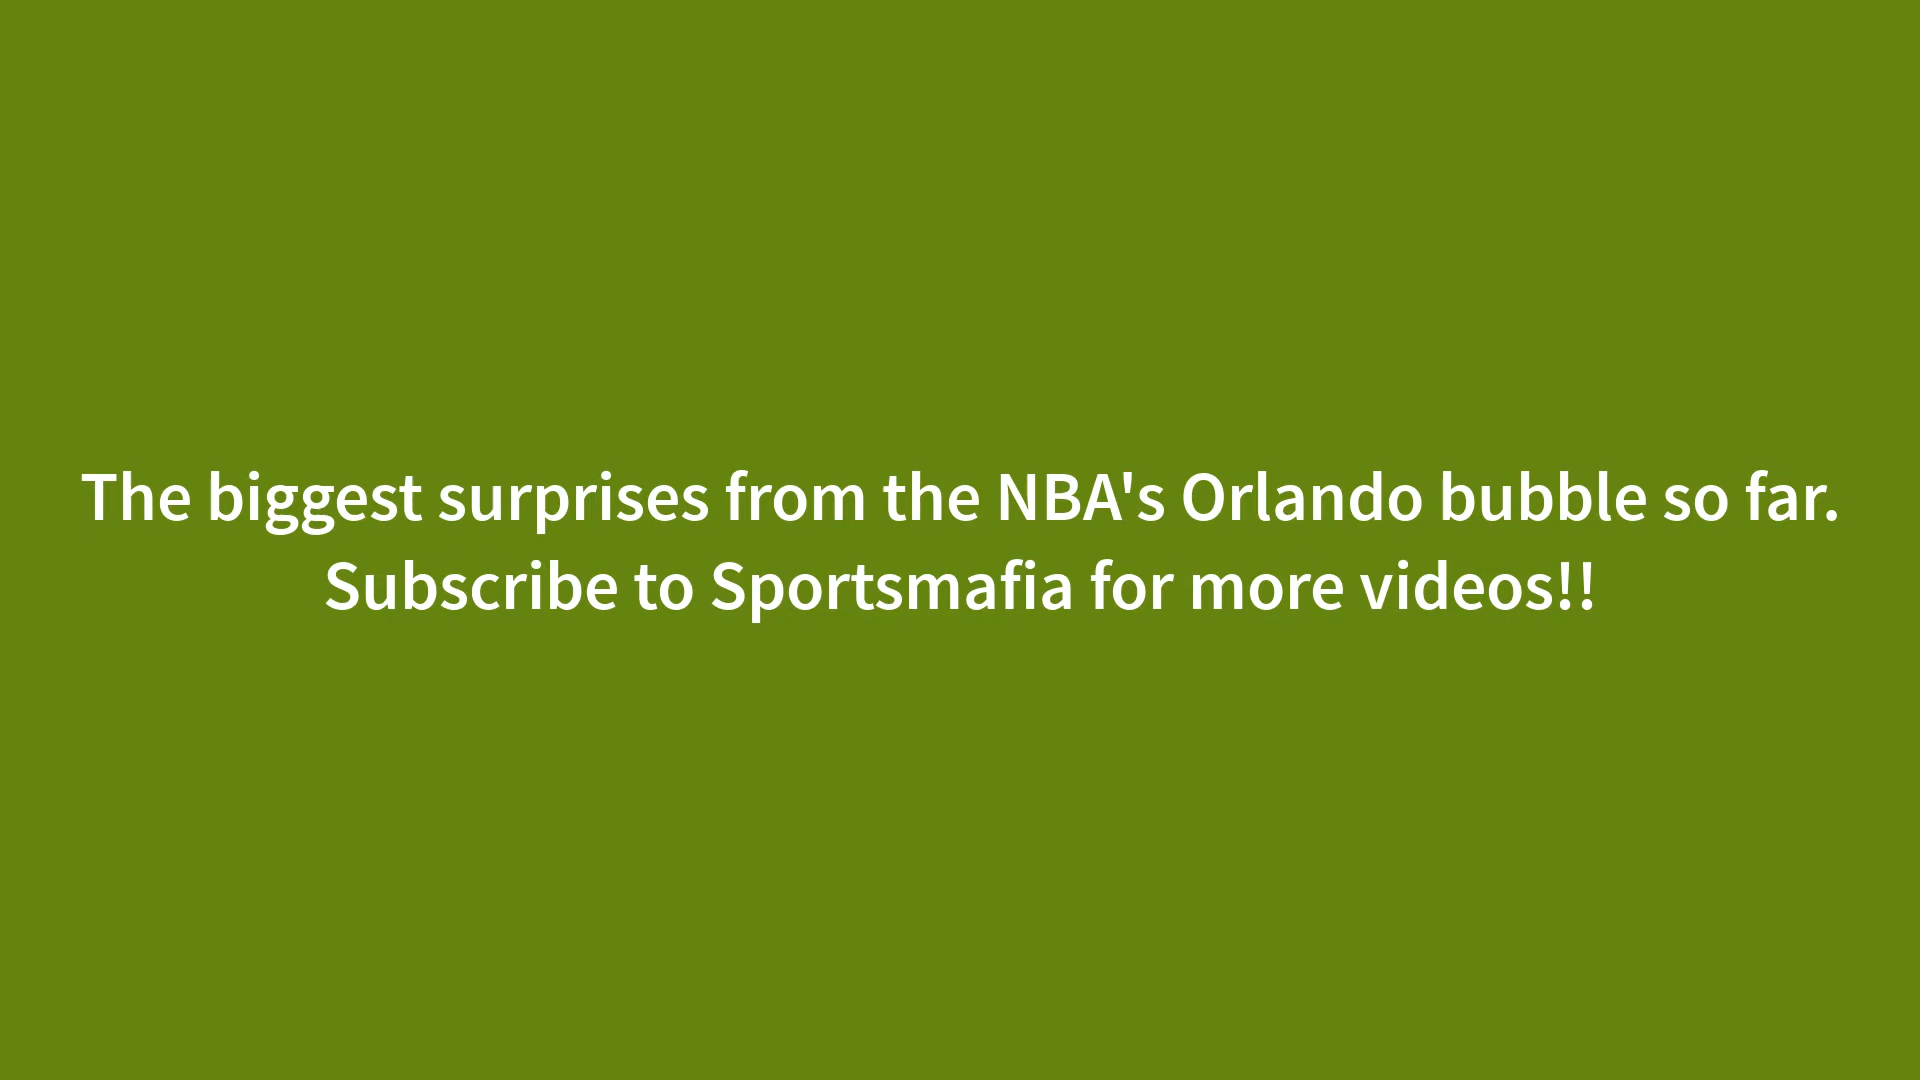 The biggest surprises from the NBA's Orlando bubble so far.
Subscribe to Sportsmafia for more videos!!